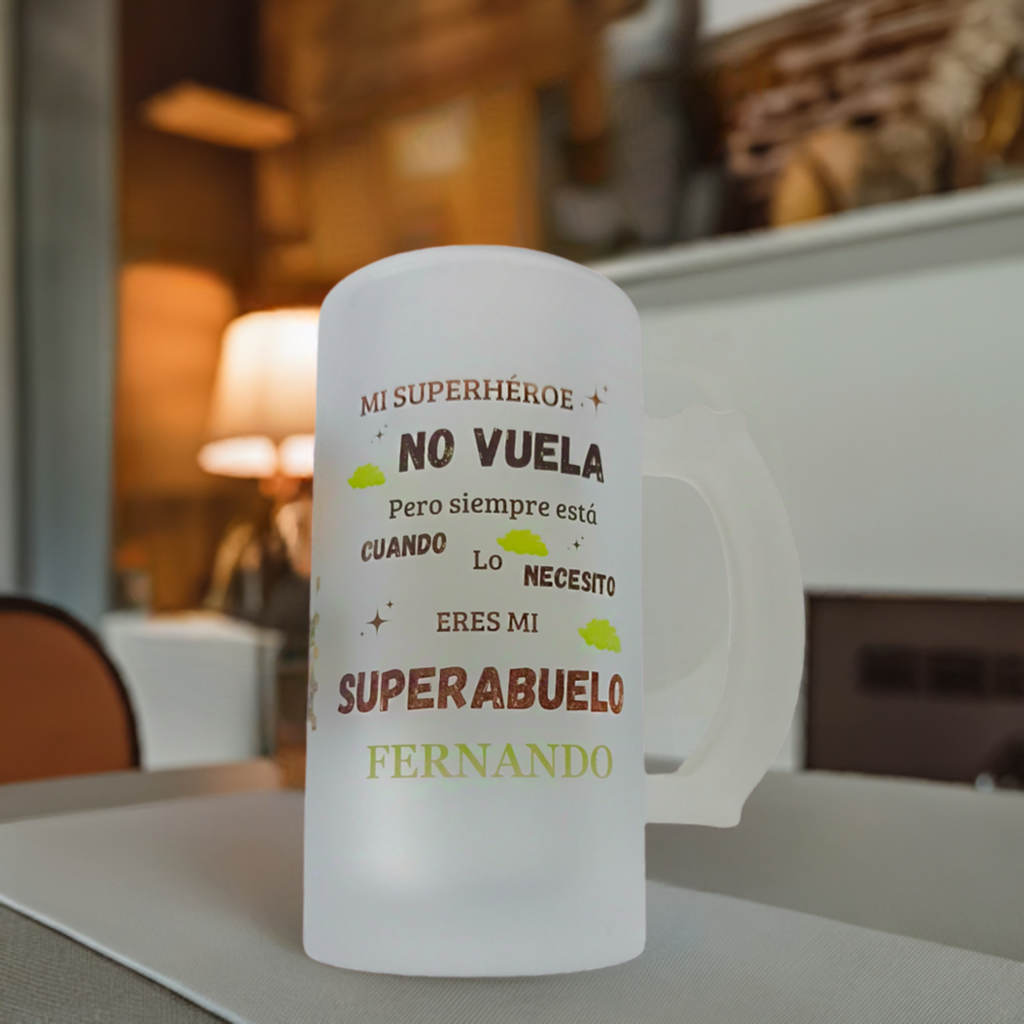 MI SUPERHÉROE
NO VUELA
Pero siempre está
CUANDO Lo NECESITO
ERES MI
SUPERABUELO
FERNANDO